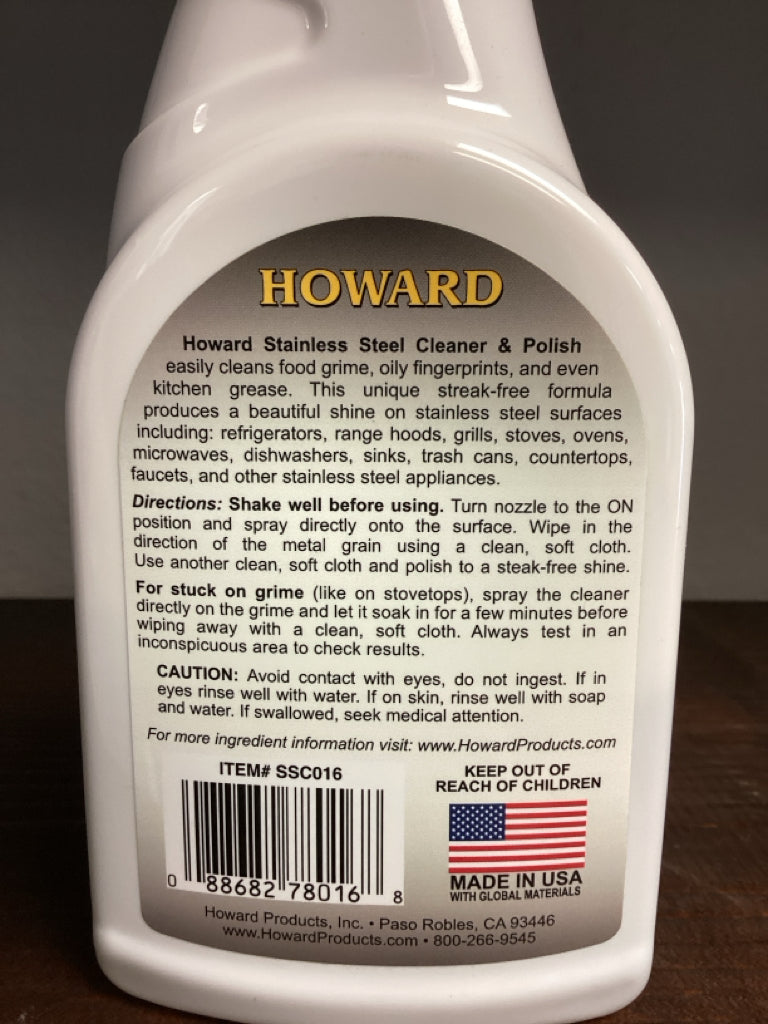 HOWARD
Howard Stainless Steel Cleaner & Polish
easily cleans food grime, oily fingerprints, and even
kitchen grease. This unique streak-free formula
produces a beautiful shine on stainless steel surfaces
including: refrigerators, range hoods, grills, stoves, ovens,
microwaves, dishwashers, sinks, trash cans, countertops,
faucets, and other stainless steel appliances.
Directions: Shake well before using. Turn nozzle to the ON
position and spray directly onto the surface. Wipe in the
direction of the metal grain using a clean, soft cloth.
Use another clean, soft cloth and polish to a steak-free shine.
For stuck on grime (like on stovetops), spray the cleaner
directly on the grime and let it soak in for a few minutes before
wiping away with a clean, soft cloth. Always test in an
inconspicuous area to check results.
CAUTION: Avoid contact with eyes, do not ingest. If in
eyes rinse well with water. If on skin, rinse well with soap
and water. If swallowed, seek medical attention.
For more ingredient information visit: www.HowardProducts.com
ITEM# SSC016
0 88682 78016 8
KEEP OUT OF
REACH OF CHILDREN
MADE IN USA
WITH GLOBAL MATERIALS
Howard Products, Inc. • Paso Robles, CA 93446
www.HowardProducts.com • 800-266-9545